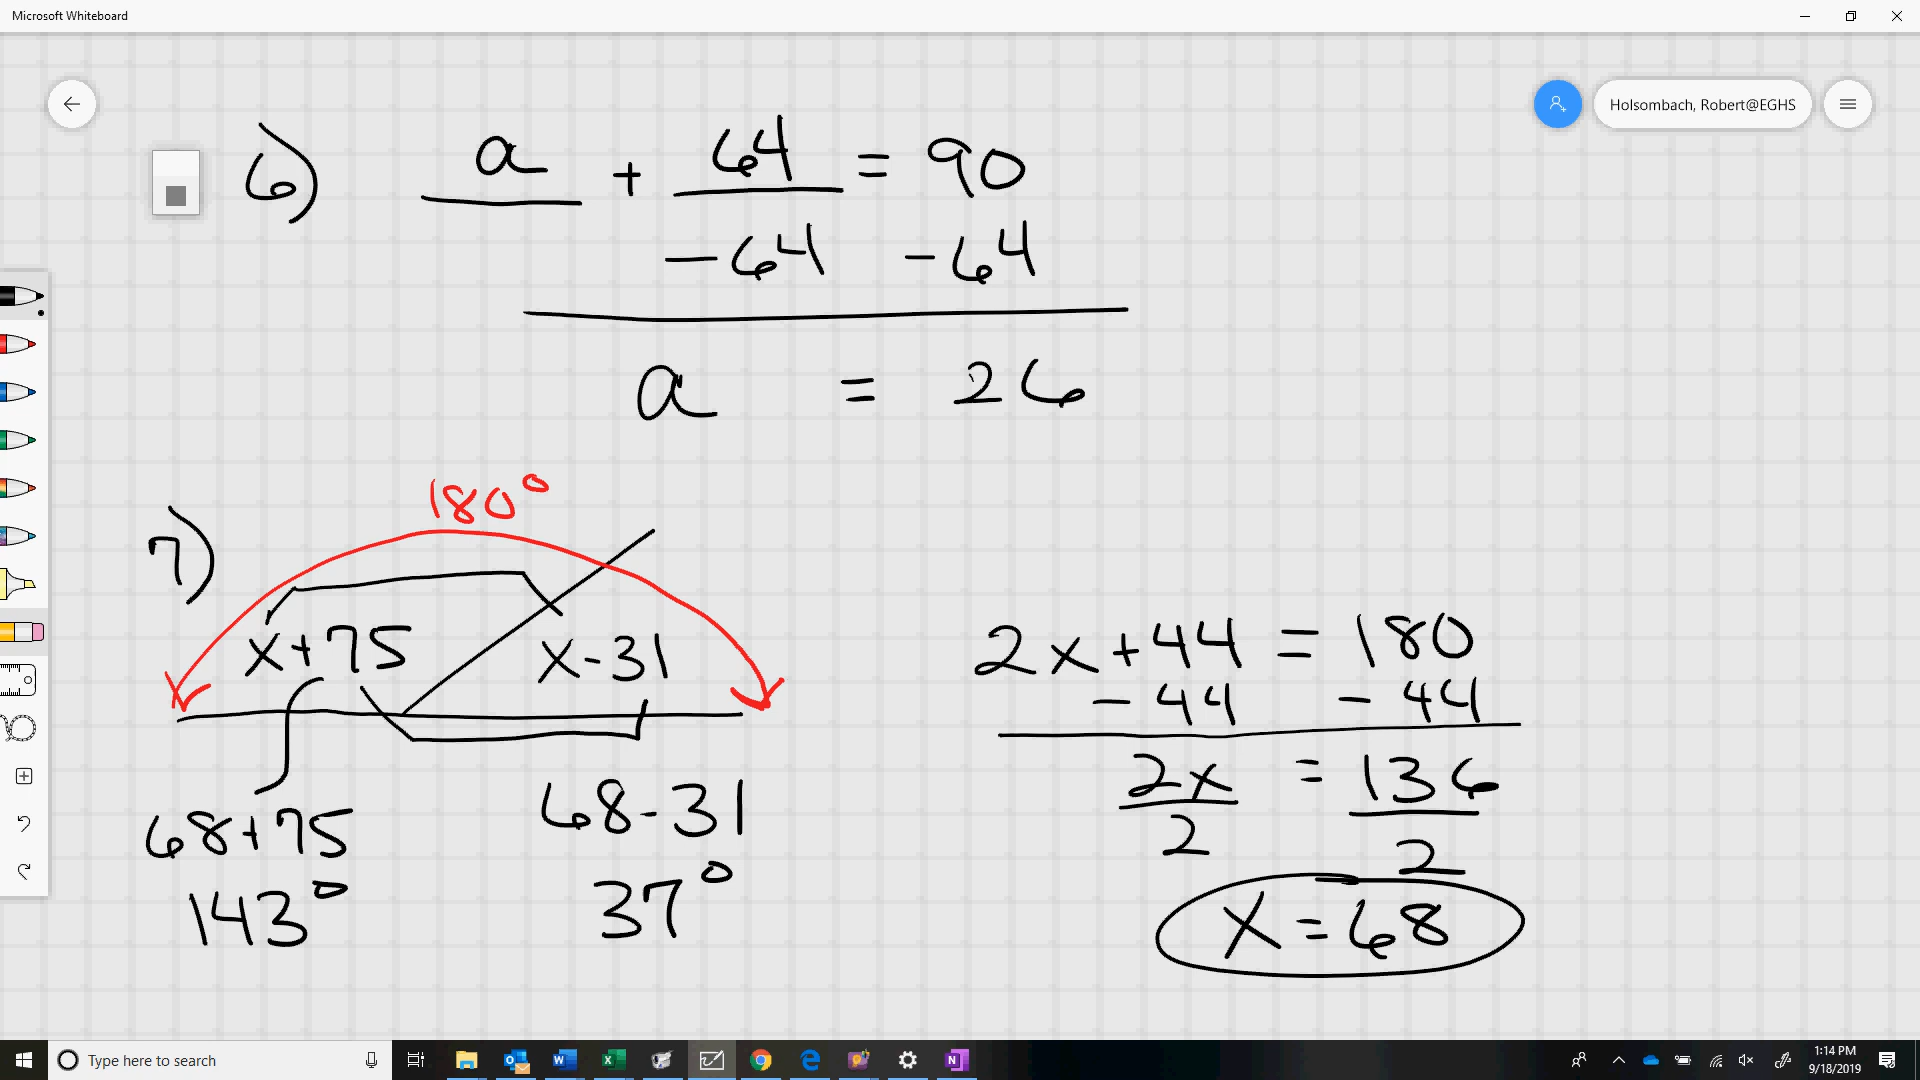 Microsoft Whiteboard
Holsombach, Robert@EGHS
6) a + 64 = 90
-64 -64
a = 26
7)
180°
x+75 x-31
68+75 68-31
143° 37°
2x+44 = 180
-44 -44
2x = 136
2 2
x=68
Type here to search
1:14 PM
9/18/2019